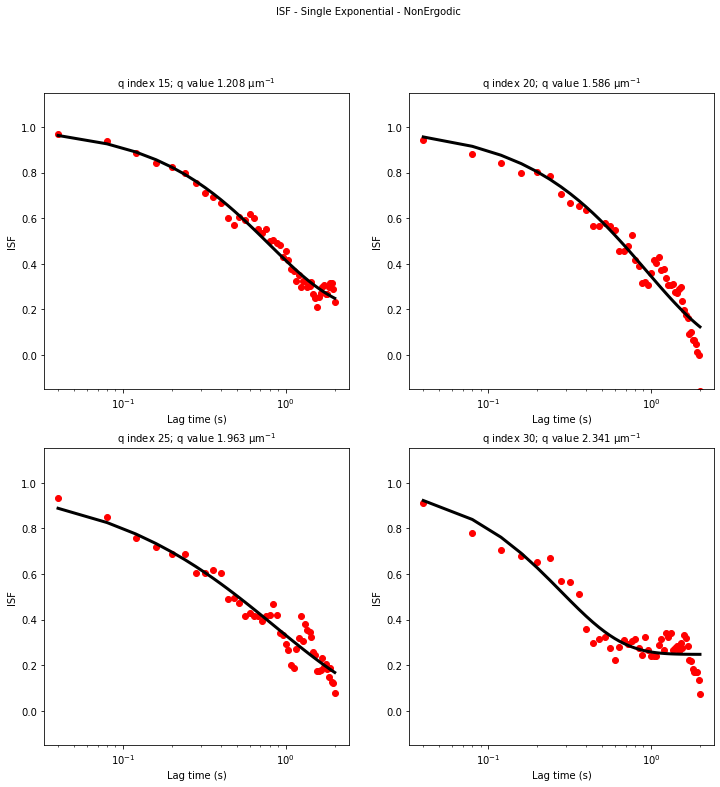 ISF - Single Exponential - NonErgodic
q index 15; q value 1.208 μm⁻¹
q index 20; q value 1.586 μm⁻¹
1.0
0.8
0.6
0.4
0.2
0.0
ISF
10⁻¹
10⁰
Lag time (s)
1.0
0.8
0.6
0.4
0.2
0.0
ISF
10⁻¹
10⁰
Lag time (s)
q index 25; q value 1.963 μm⁻¹
q index 30; q value 2.341 μm⁻¹
1.0
0.8
0.6
0.4
0.2
0.0
ISF
10⁻¹
10⁰
Lag time (s)
1.0
0.8
0.6
0.4
0.2
0.0
ISF
10⁻¹
10⁰
Lag time (s)